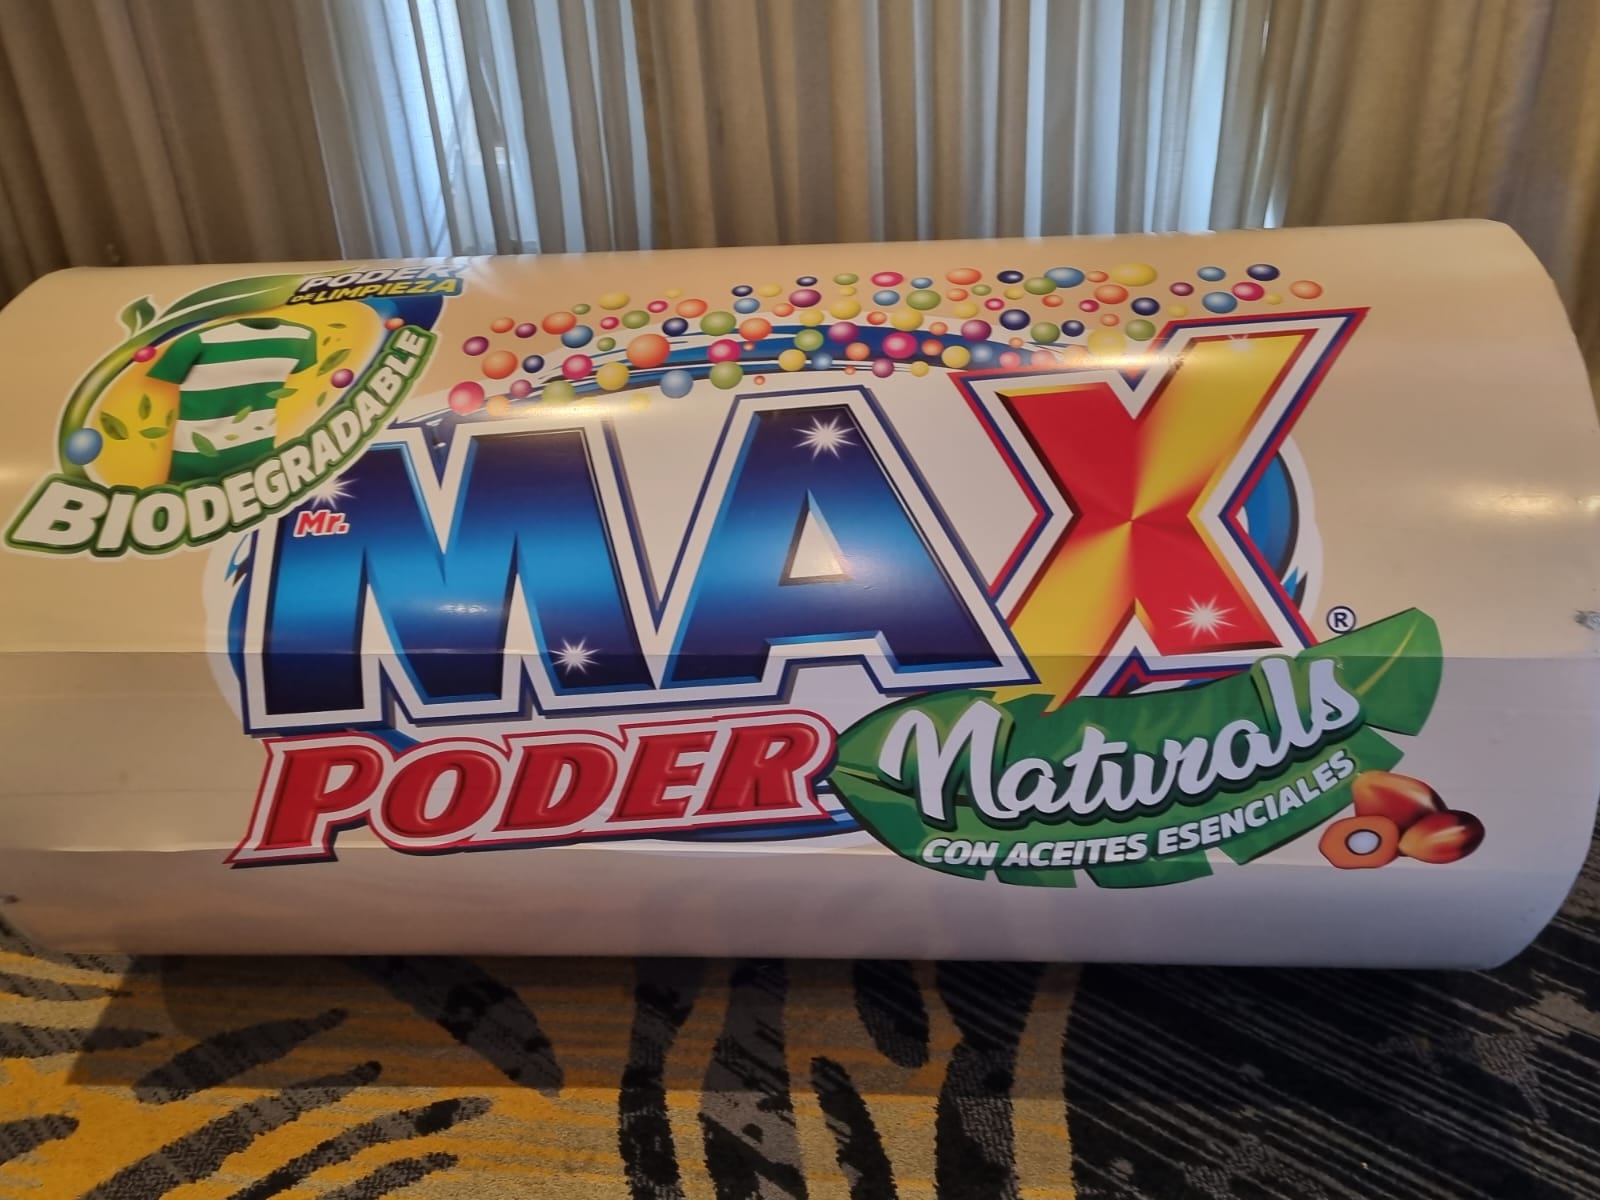 PODER
DE LIMPIEZA
BIODEGRADABLE
Mr.
MAX
®
PODER
Naturals
CON ACEITES ESENCIALES